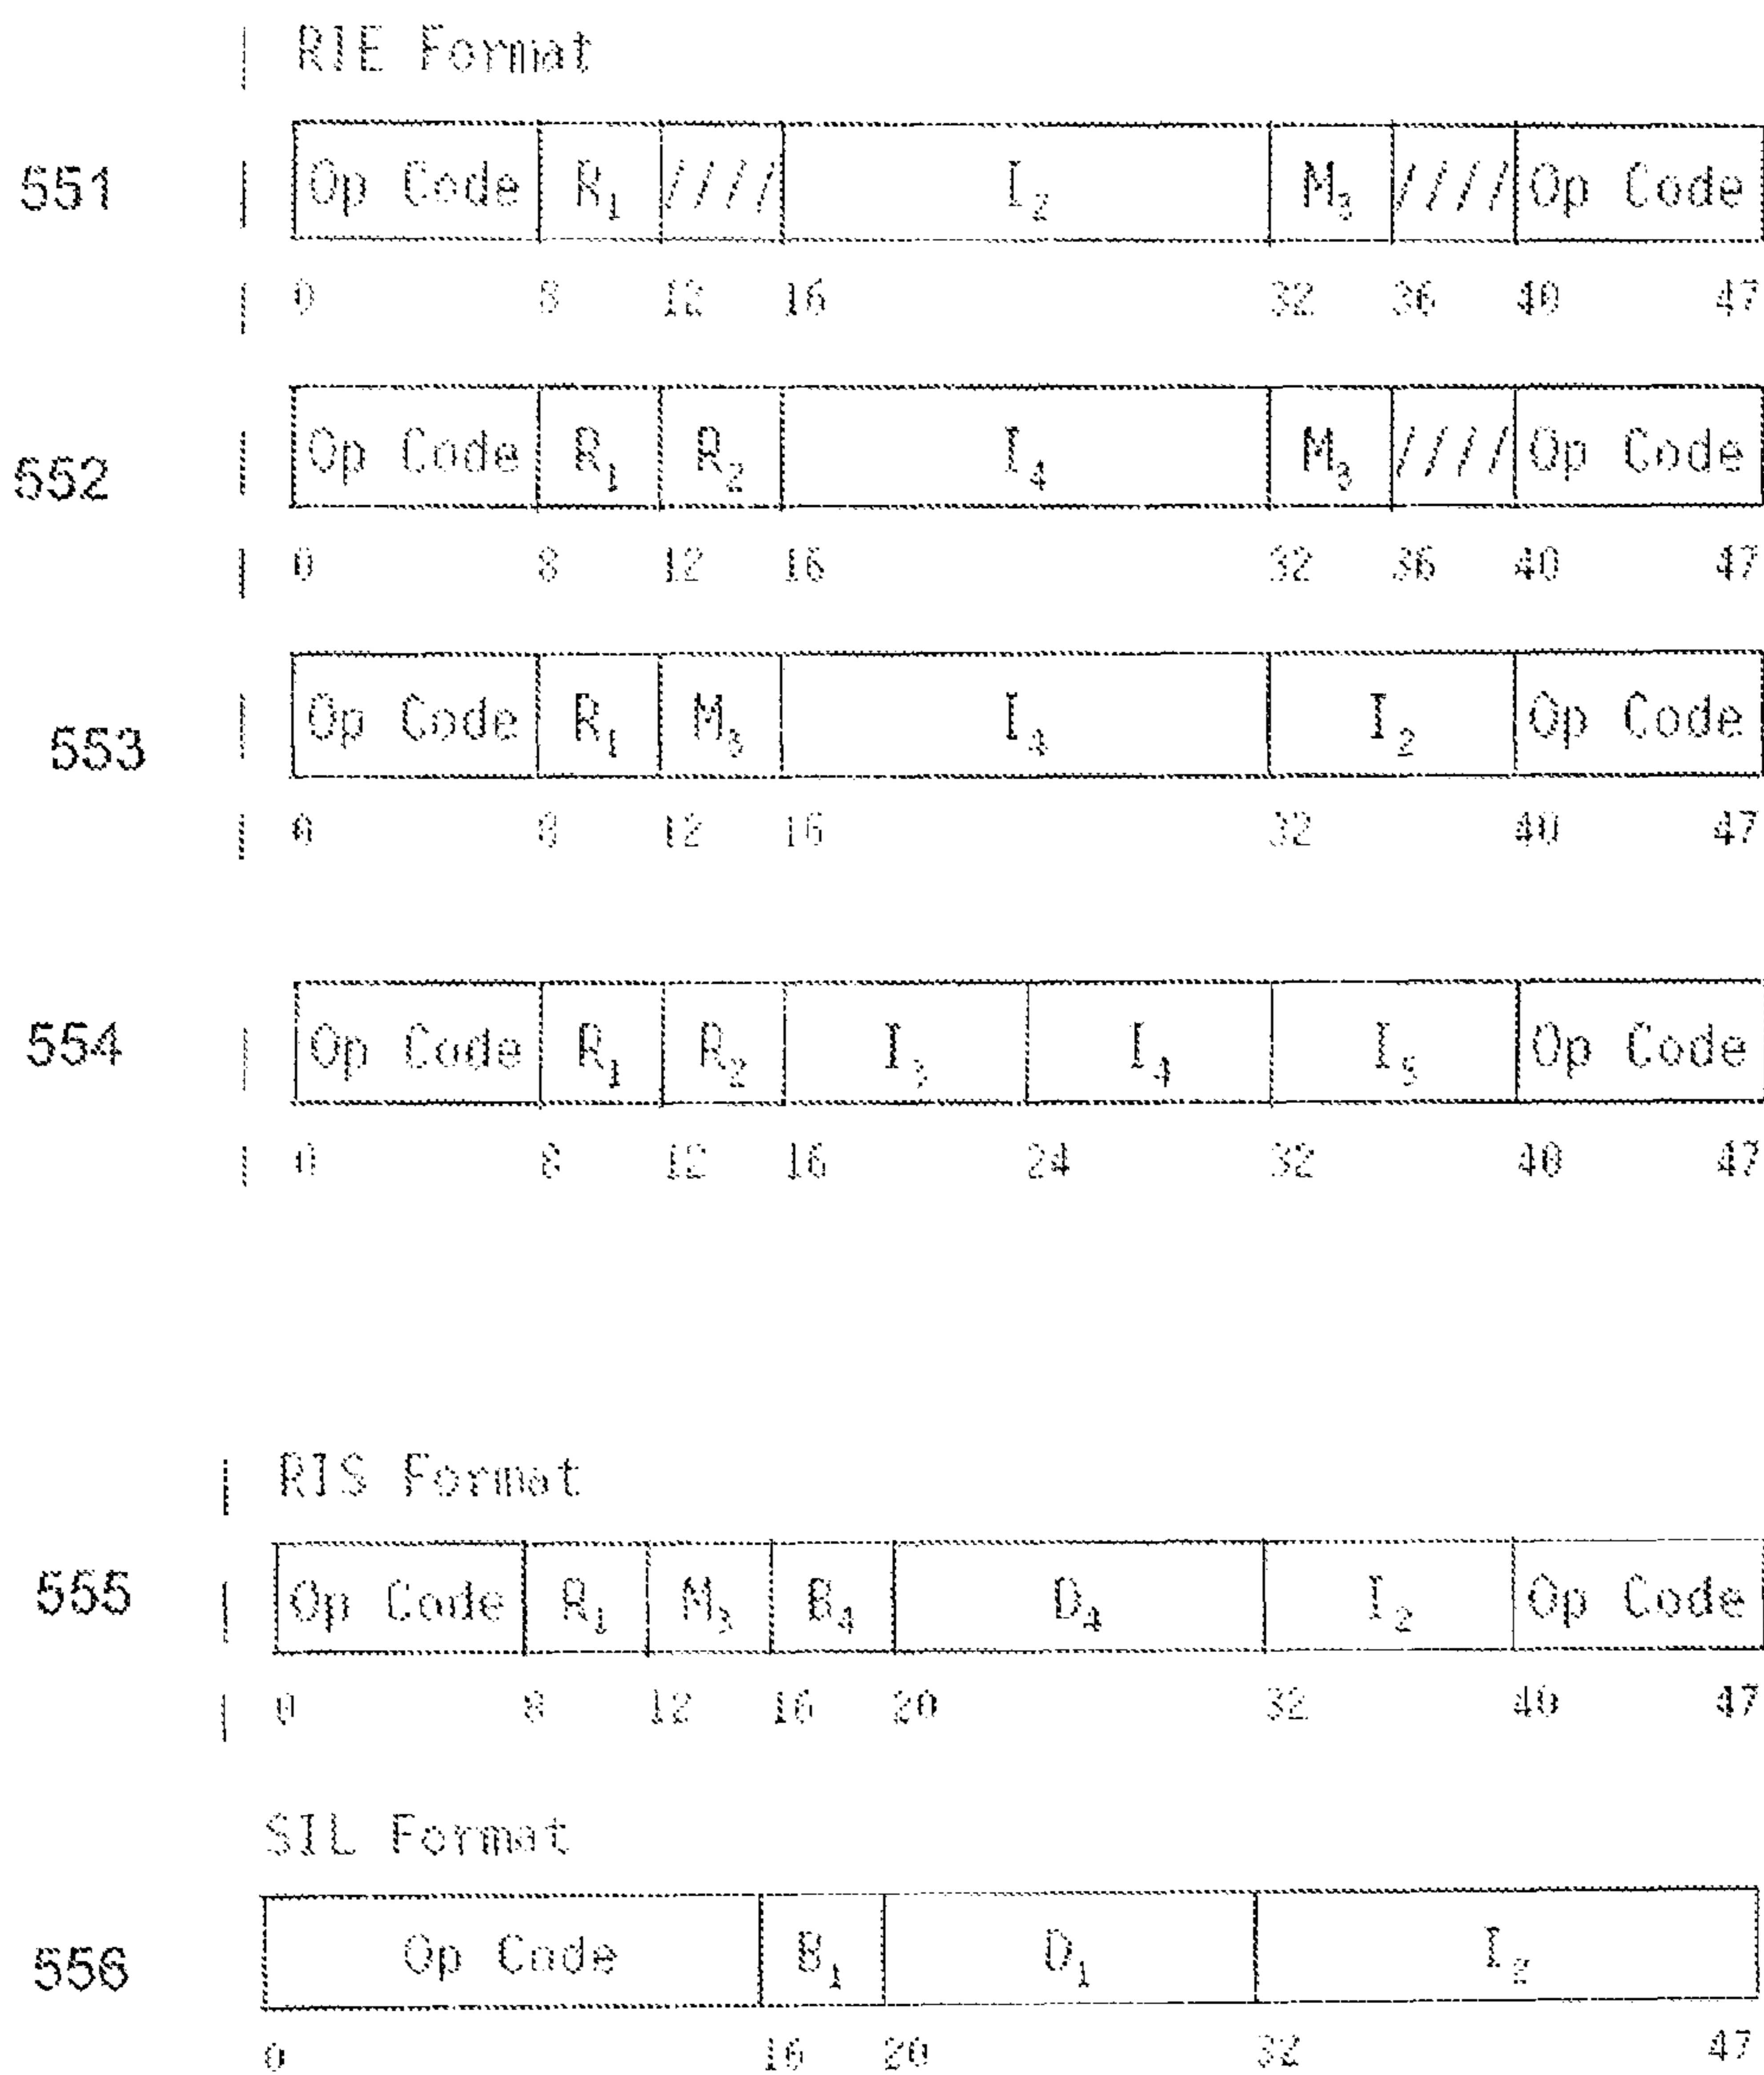 RIE Format
551 Op Code R₁ //// I₂ M₃ //// Op Code
0 8 12 16 32 36 40 47
552 Op Code R₁ R₂ I₄ M₃ //// Op Code
0 8 12 16 32 36 40 47
553 Op Code R₁ M₃ I₄ I₂ Op Code
0 8 12 16 32 40 47
554 Op Code R₁ R₂ I₃ I₄ I₅ Op Code
0 8 12 16 24 32 40 47
RIS Format
555 Op Code R₁ M₃ B₄ D₄ I₂ Op Code
0 8 12 16 20 32 40 47
SIL Format
556 Op Code B₁ D₁ I₂
0 16 20 32 47